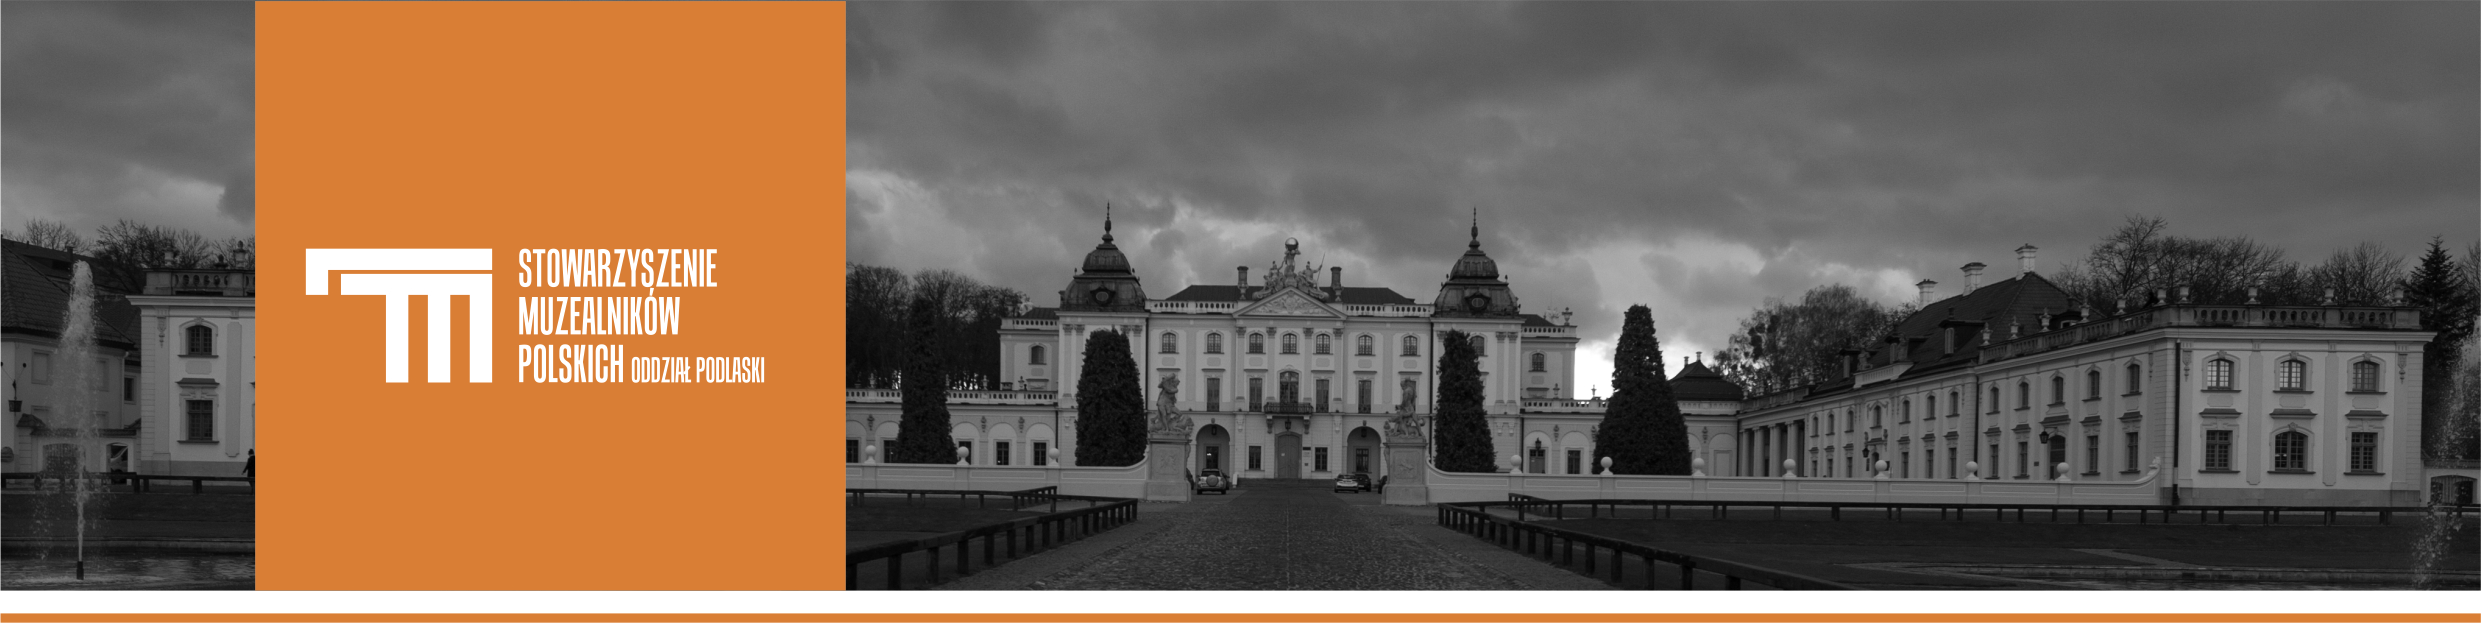 STOWARZYSZENIE
MUZEALNIKÓW
POLSKICH ODDZIAŁ PODLASKI